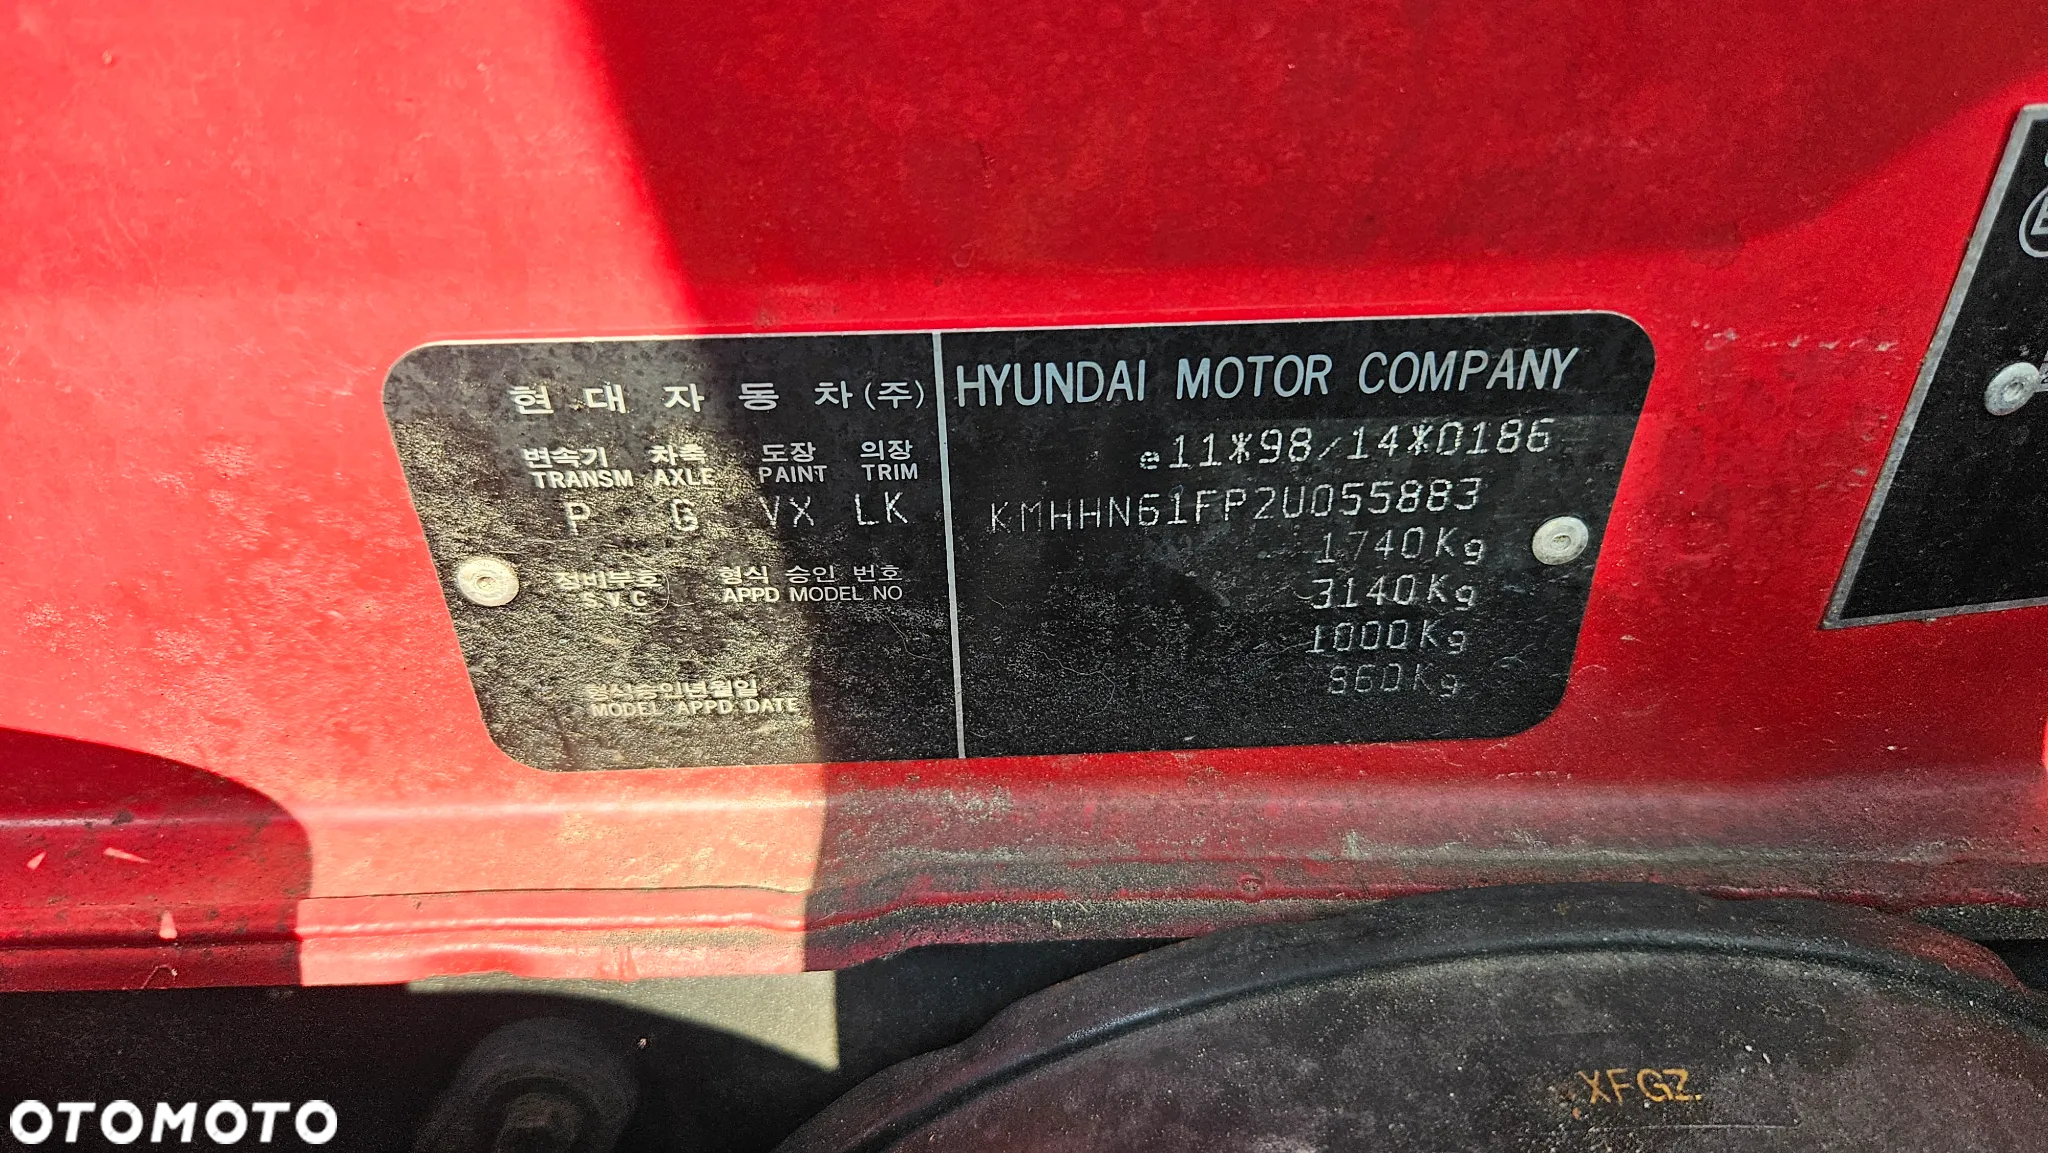 현 대 자 동 차 (주)
변속기 차축 도장 의장
TRANSM AXLE PAINT TRIM
P G VX LK
정비부호 형식 승인 번호
S.V.C APPD MODEL NO
형식승인년월일
MODEL APPD DATE
HYUNDAI MOTOR COMPANY
e11*98/14*0186
KMHHN61FP2U055883
1740Kg
3140Kg
1000Kg
860Kg
XFGZ.
OTOMOTO